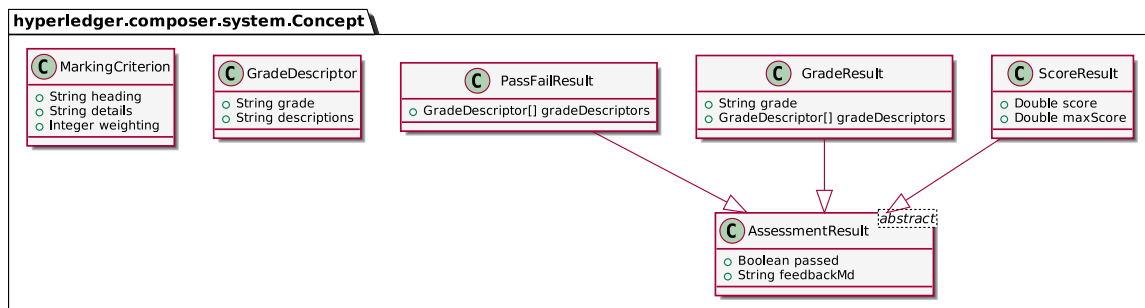 hyperledger.composer.system.Concept
C MarkingCriterion
String heading
String details
Integer weighting
C GradeDescriptor
String grade
String descriptions
C PassFailResult
GradeDescriptor[] gradeDescriptors
C GradeResult
String grade
GradeDescriptor[] gradeDescriptors
C ScoreResult
Double score
Double maxScore
abstract
C AssessmentResult
Boolean passed
String feedbackMd